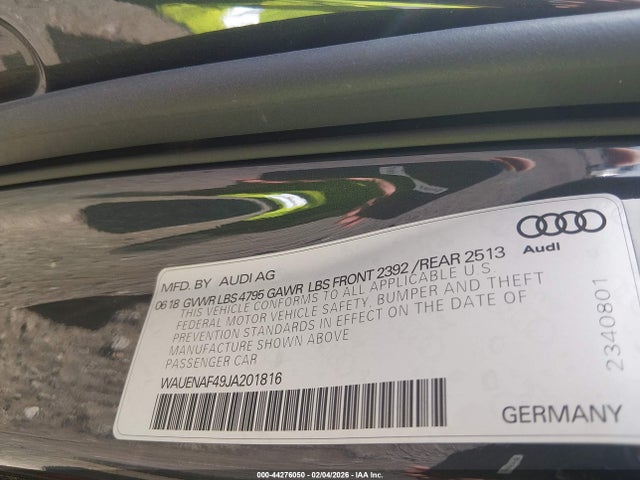 Audi
MFD. BY AUDI AG
0618 GVWR LBS 4795 GAWR LBS FRONT 2392 /REAR 2513
THIS VEHICLE CONFORMS TO ALL APPLICABLE U.S.
FEDERAL MOTOR VEHICLE SAFETY, BUMPER AND THEFT
PREVENTION STANDARDS IN EFFECT ON THE DATE OF
MANUFACTURE SHOWN ABOVE
PASSENGER CAR
WAUENAF49JA201816
GERMANY
2340801
000-44276050 - 02/04/2026 - IAA Inc.